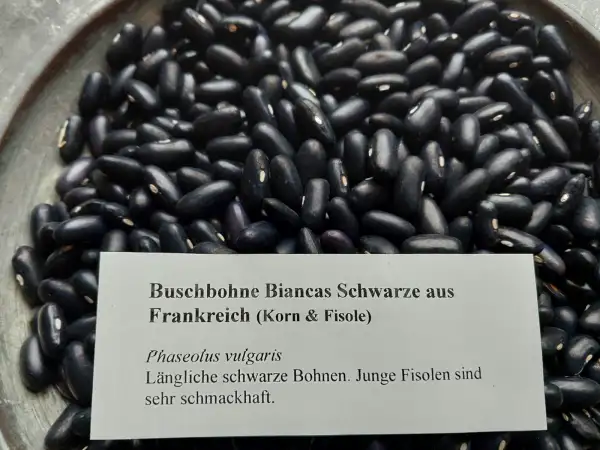 Buschbohne Biancas Schwarze aus
Frankreich (Korn & Fisole)
Phaseolus vulgaris
Längliche schwarze Bohnen. Junge Fisolen sind
sehr schmackhaft.